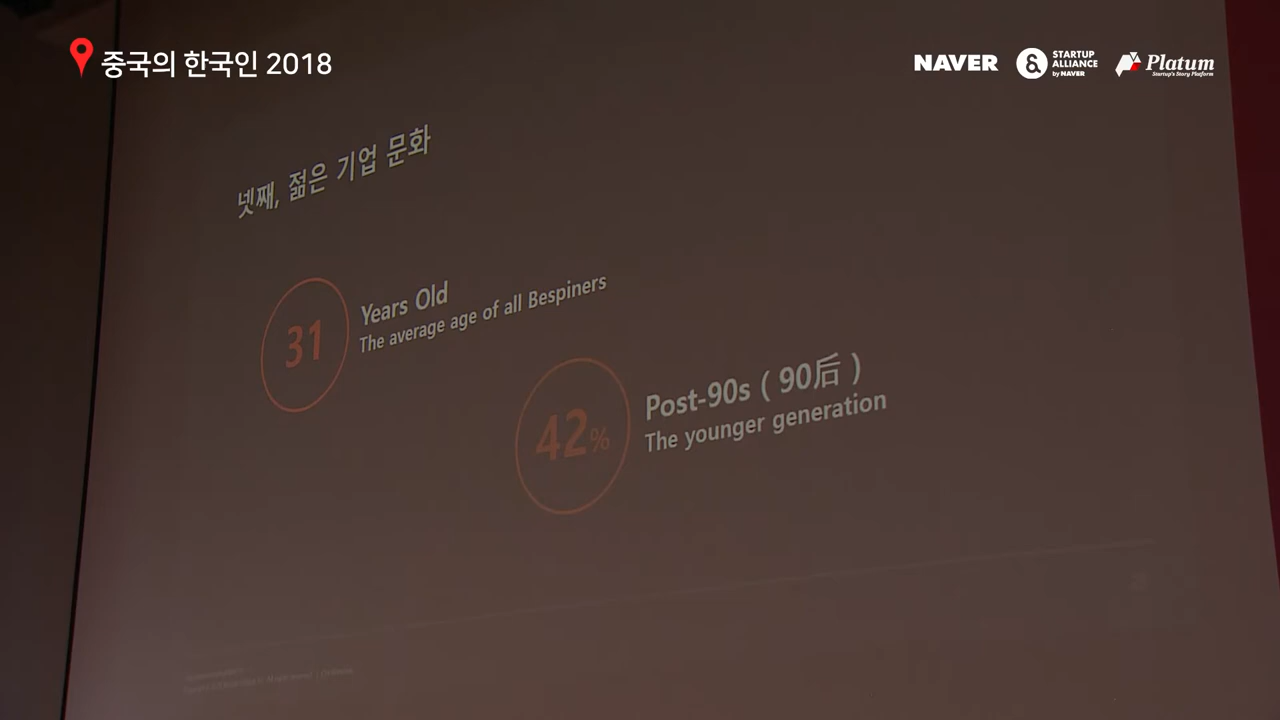 중국의 한국인 2018
NAVER
&
STARTUP
ALLIANCE
by NAVER
Platum
Startup's Story Platform
넷째, 젊은 기업 문화
31
Years Old
The average age of all Bespiners
42%
Post-90s ( 90后 )
The younger generation